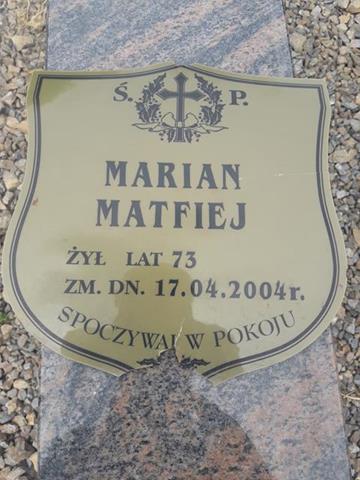 Ś. P.
MARIAN
MATFIEJ
ŻYŁ LAT 73
ZM. DN. 17.04.2004r.
SPOCZYWAJ W POKOJU